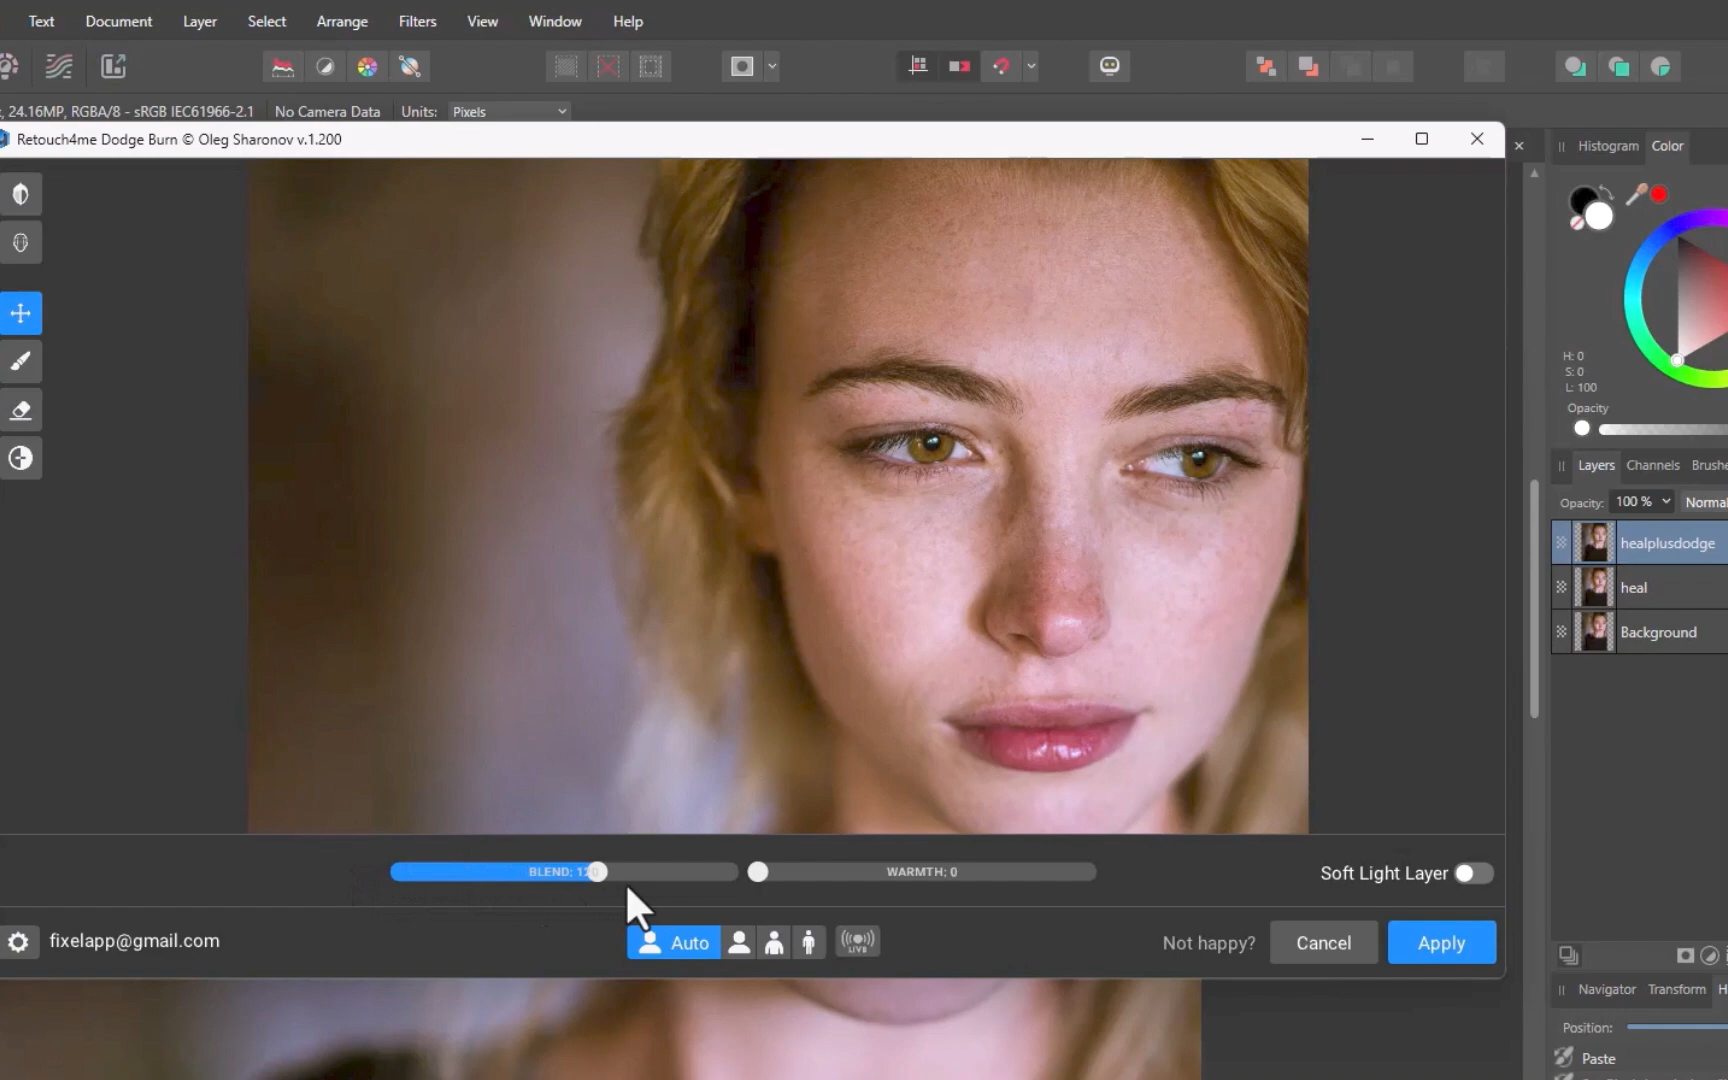 Text Document Layer Select Arrange Filters View Window Help
, 24.16MP, RGBA/8 - sRGB IEC61966-2.1 No Camera Data Units: Pixels
Retouch4me Dodge Burn © Oleg Sharonov v.1.200
Histogram Color
H: 0
S: 0
L: 100
Opacity
Layers Channels
Opacity: 100 % Normal
healplusdodge
heal
Background
BLEND: WARMTH: 0 Soft Light Layer
fixelapp@gmail.com Auto LIVE Not happy? Cancel Apply
Navigator Transform H
Position:
Paste